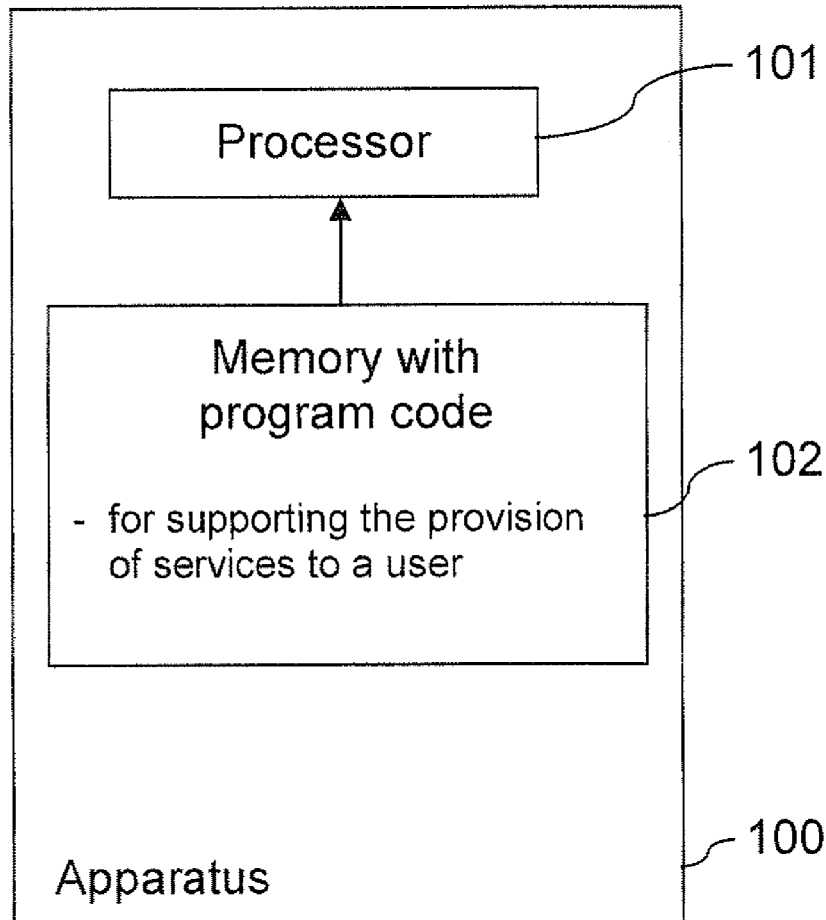 101
Processor
Memory with
program code
102
- for supporting the provision
of services to a user
100
Apparatus